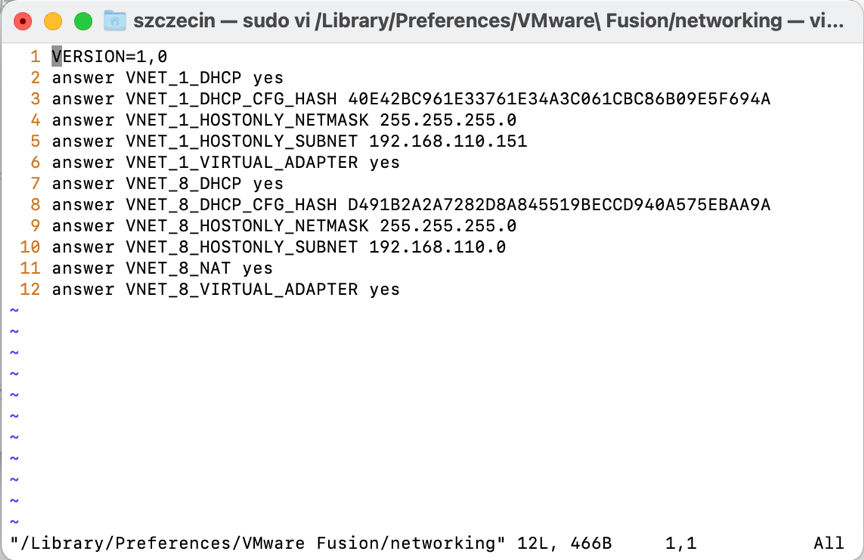 szczecin — sudo vi /Library/Preferences/VMware\ Fusion/networking — vi...
1 VERSION=1,0
2 answer VNET_1_DHCP yes
3 answer VNET_1_DHCP_CFG_HASH 40E42BC961E33761E34A3C061CBC86B09E5F694A
4 answer VNET_1_HOSTONLY_NETMASK 255.255.255.0
5 answer VNET_1_HOSTONLY_SUBNET 192.168.110.151
6 answer VNET_1_VIRTUAL_ADAPTER yes
7 answer VNET_8_DHCP yes
8 answer VNET_8_DHCP_CFG_HASH D491B2A2A7282D8A845519BECCD940A575EBAA9A
9 answer VNET_8_HOSTONLY_NETMASK 255.255.255.0
10 answer VNET_8_HOSTONLY_SUBNET 192.168.110.0
11 answer VNET_8_NAT yes
12 answer VNET_8_VIRTUAL_ADAPTER yes
~
~
~
~
~
~
~
~
~
~
~
"/Library/Preferences/VMware Fusion/networking" 12L, 466B 1,1 All